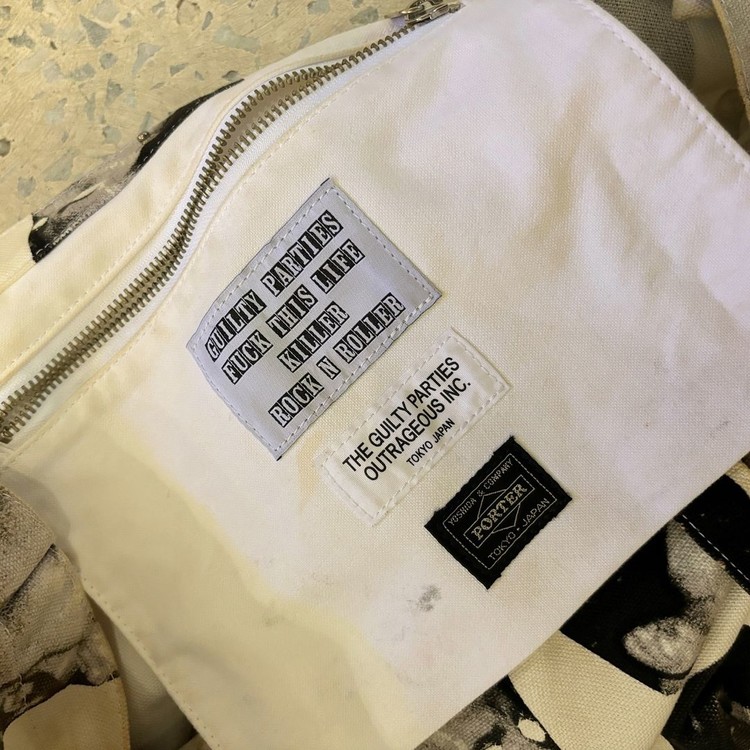 GUILTY PARTIES
FUCK THIS LIFE
KILLER
ROCK N ROLLER
THE GUILTY PARTIES
OUTRAGEOUS INC.
TOKYO JAPAN
YOSHIDA & COMPANY
PORTER
TOKYO. JAPAN